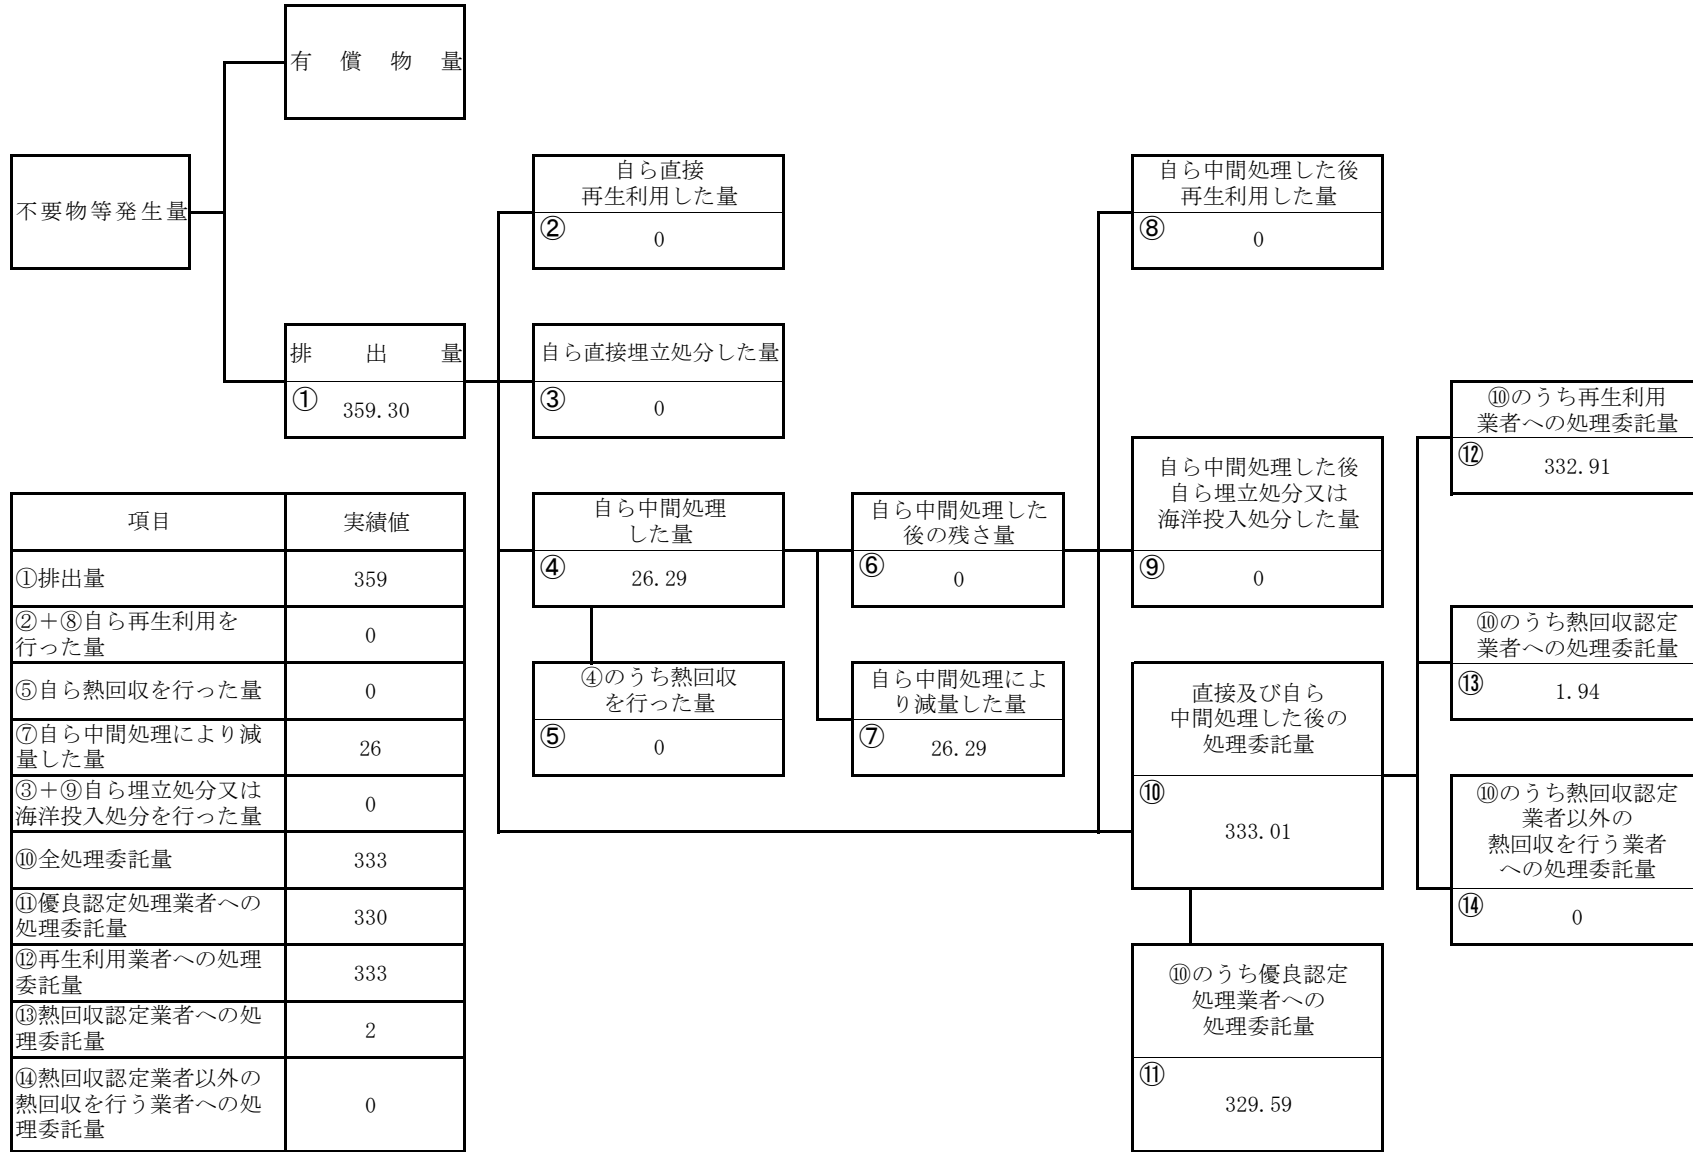 有償物量
不要物等発生量
排出量
① 359.30
自ら直接
再生利用した量
② 0
自ら直接埋立処分した量
③ 0
自ら中間処理
した量
④ 26.29
④のうち熱回収
を行った量
⑤ 0
自ら中間処理した
後の残さ量
⑥ 0
自ら中間処理によ
り減量した量
⑦ 26.29
自ら中間処理した後
再生利用した量
⑧ 0
自ら中間処理した後
自ら埋立処分又は
海洋投入処分した量
⑨ 0
直接及び自ら
中間処理した後の
処理委託量
⑩
333.01
⑩のうち優良認定
処理業者への
処理委託量
⑪
329.59
⑩のうち再生利用
業者への処理委託量
⑫ 332.91
⑩のうち熱回収認定
業者への処理委託量
⑬ 1.94
⑩のうち熱回収認定
業者以外の
熱回収を行う業者
への処理委託量
⑭ 0
項目 実績値
①排出量 359
②＋⑧自ら再生利用を
行った量 0
⑤自ら熱回収を行った量 0
⑦自ら中間処理により減
量した量 26
③＋⑨自ら埋立処分又は
海洋投入処分を行った量 0
⑩全処理委託量 333
⑪優良認定処理業者への
処理委託量 330
⑫再生利用業者への処理
委託量 333
⑬熱回収認定業者への処
理委託量 2
⑭熱回収認定業者以外の
熱回収を行う業者への処
理委託量 0